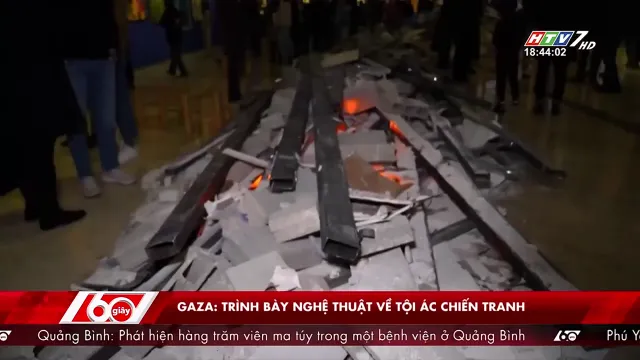 HTV7 HD
18:44:02
60 giây
GAZA: TRÌNH BÀY NGHỆ THUẬT VỀ TỘI ÁC CHIẾN TRANH
Quảng Bình: Phát hiện hàng trăm viên ma túy trong một bệnh viện ở Quảng Bình
60
Phú Y